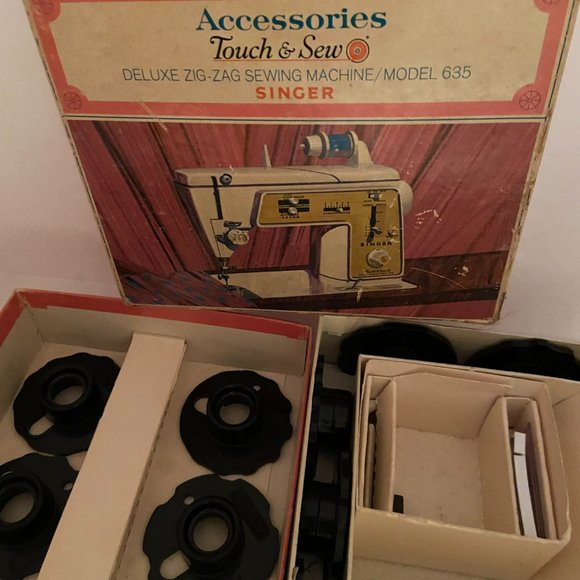 Accessories
Touch & Sew
DELUXE ZIG-ZAG SEWING MACHINE/MODEL 635
SINGER
SINGER